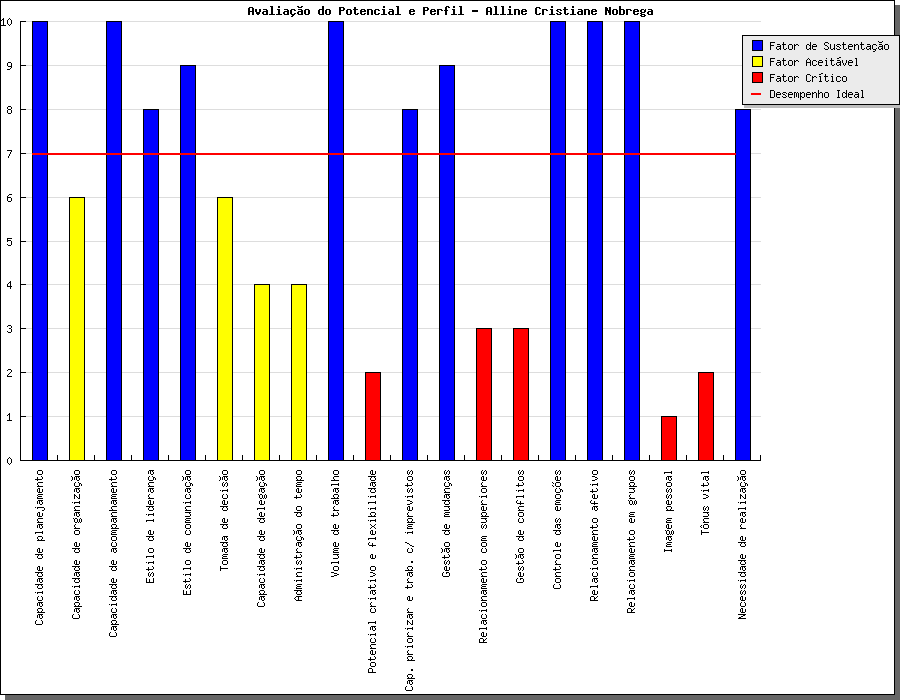 Avaliação do Potencial e Perfil - Alline Cristiane Nobrega
Fator de Sustentação
Fator Aceitável
Fator Crítico
Desempenho Ideal
10
9
8
7
6
5
4
3
2
1
0
Capacidade de planejamento
Capacidade de organização
Capacidade de acompanhamento
Estilo de liderança
Estilo de comunicação
Tomada de decisão
Capacidade de delegação
Administração do tempo
Volume de trabalho
Potencial criativo e flexibilidade
Cap. priorizar e trab. c/ imprevistos
Gestão de mudanças
Relacionamento com superiores
Gestão de conflitos
Controle das emoções
Relacionamento afetivo
Relacionamento em grupos
Imagem pessoal
Tônus vital
Necessidade de realização